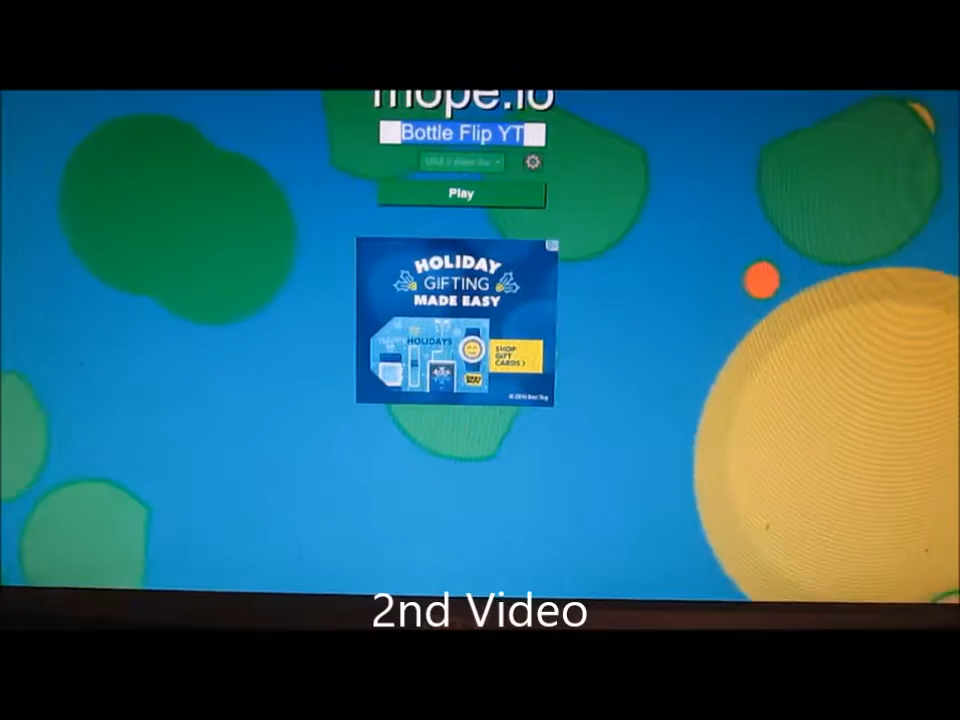 mope.io
Bottle Flip YT
Play
HOLIDAY
GIFTING
MADE EASY
HOLIDAYS
SHOP
GIFT
CARDS
2nd Video